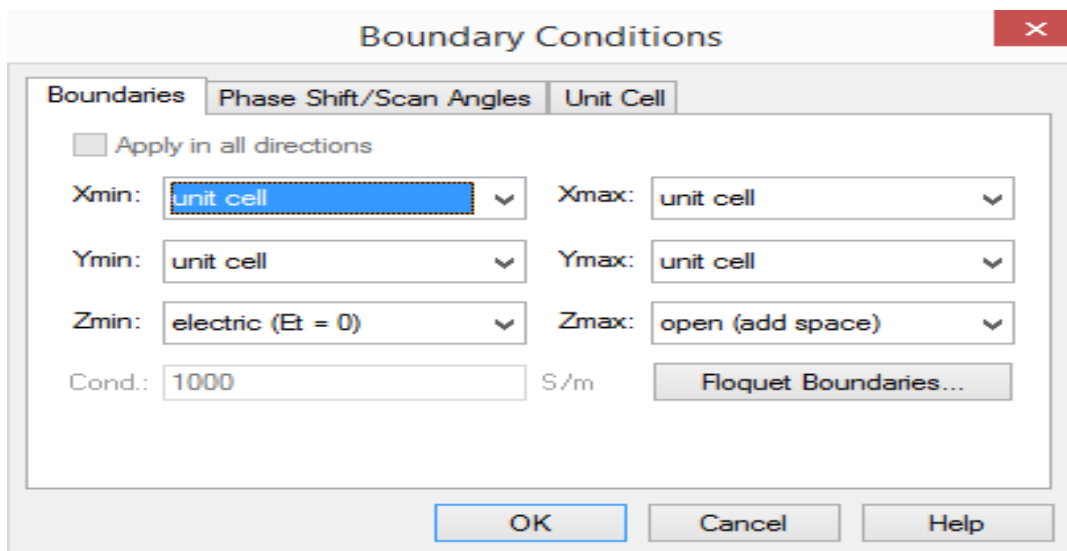 Boundary Conditions
Boundaries Phase Shift/Scan Angles Unit Cell
Apply in all directions
Xmin: unit cell Xmax: unit cell
Ymin: unit cell Ymax: unit cell
Zmin: electric (Et = 0) Zmax: open (add space)
Cond.: 1000 S/m Floquet Boundaries...
OK Cancel Help